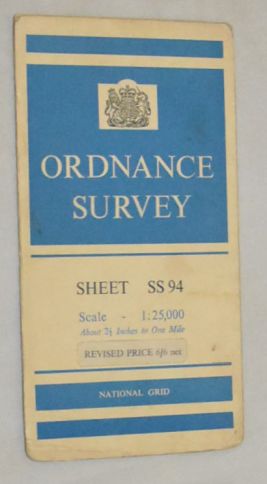 ORDNANCE
SURVEY
SHEET SS 94
Scale - 1:25,000
About 2½ Inches to One Mile
REVISED PRICE 6/6 net
NATIONAL GRID